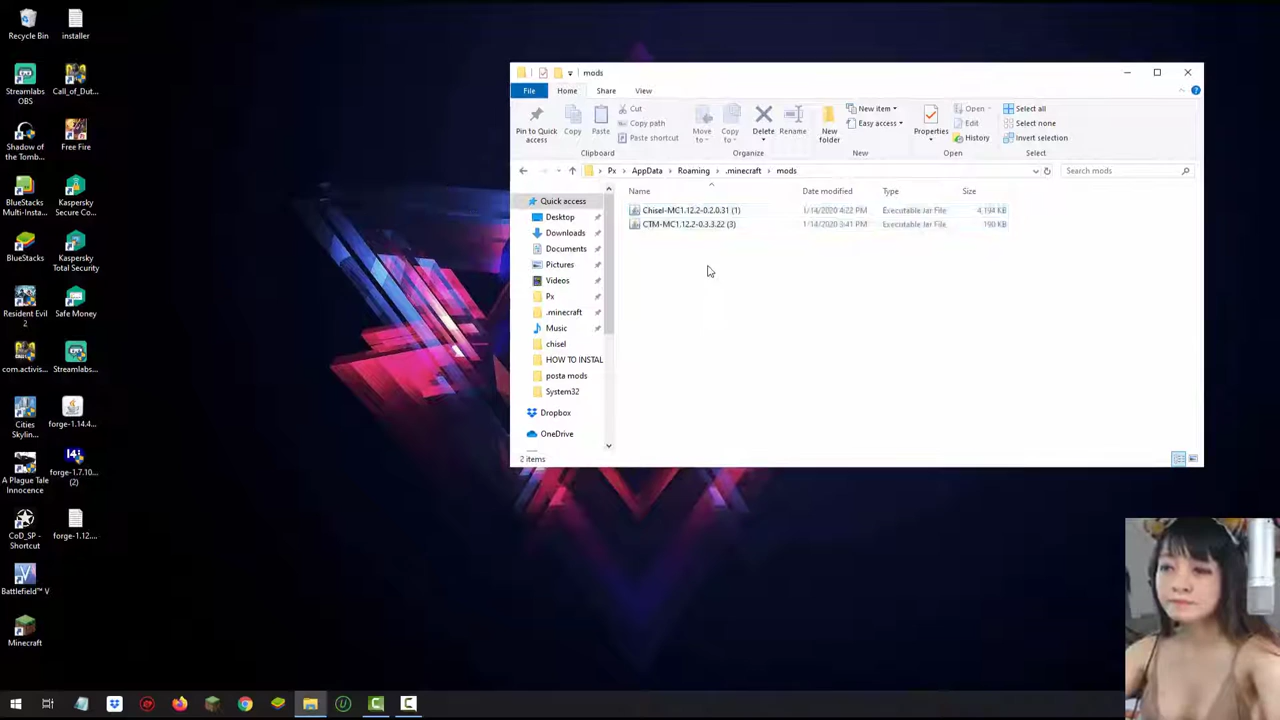 Recycle Bin
installer
Streamlabs OBS
Call_of_Dut...
Shadow of the Tomb...
Free Fire
BlueStacks Multi-Insta...
Kaspersky Secure Co...
BlueStacks
Kaspersky Total Security
Resident Evil 2
Safe Money
com.activis...
Streamlabs...
Cities Skylin...
forge-1.14.4...
A Plague Tale Innocence
forge-1.7.10... (2)
CoD_SP - Shortcut
forge-1.12....
Battlefield™ V
Minecraft
mods
File Home Share View
Pin to Quick access
Copy
Paste
Cut
Copy path
Paste shortcut
Clipboard
Move to
Copy to
Delete
Rename
Organize
New folder
New item
Easy access
New
Properties
Open
Edit
History
Open
Select all
Select none
Invert selection
Select
Px > AppData > Roaming > .minecraft > mods
Search mods
Name Date modified Type Size
Chisel-MC1.12.2-0.2.0.31 (1) 1/14/2020 4:22 PM Executable Jar File 4,194 KB
CTM-MC1.12.2-0.3.3.22 (3) 1/14/2020 3:41 PM Executable Jar File 190 KB
Quick access
Desktop
Downloads
Documents
Pictures
Videos
Px
.minecraft
Music
chisel
HOW TO INSTAL
posta mods
System32
Dropbox
OneDrive
2 items